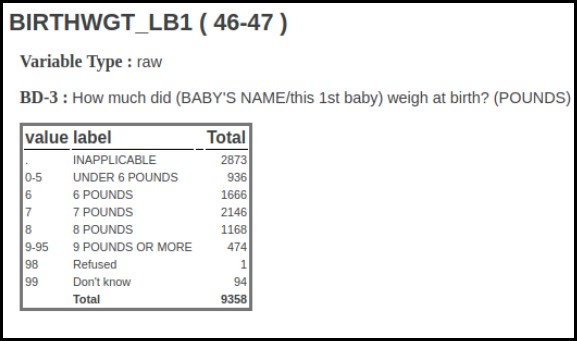 BIRTHWGT_LB1 ( 46-47 )
Variable Type : raw
BD-3 : How much did (BABY'S NAME/this 1st baby) weigh at birth? (POUNDS)
value label Total
. INAPPLICABLE 2873
0-5 UNDER 6 POUNDS 936
6 6 POUNDS 1666
7 7 POUNDS 2146
8 8 POUNDS 1168
9-95 9 POUNDS OR MORE 474
98 Refused 1
99 Don't know 94
Total 9358